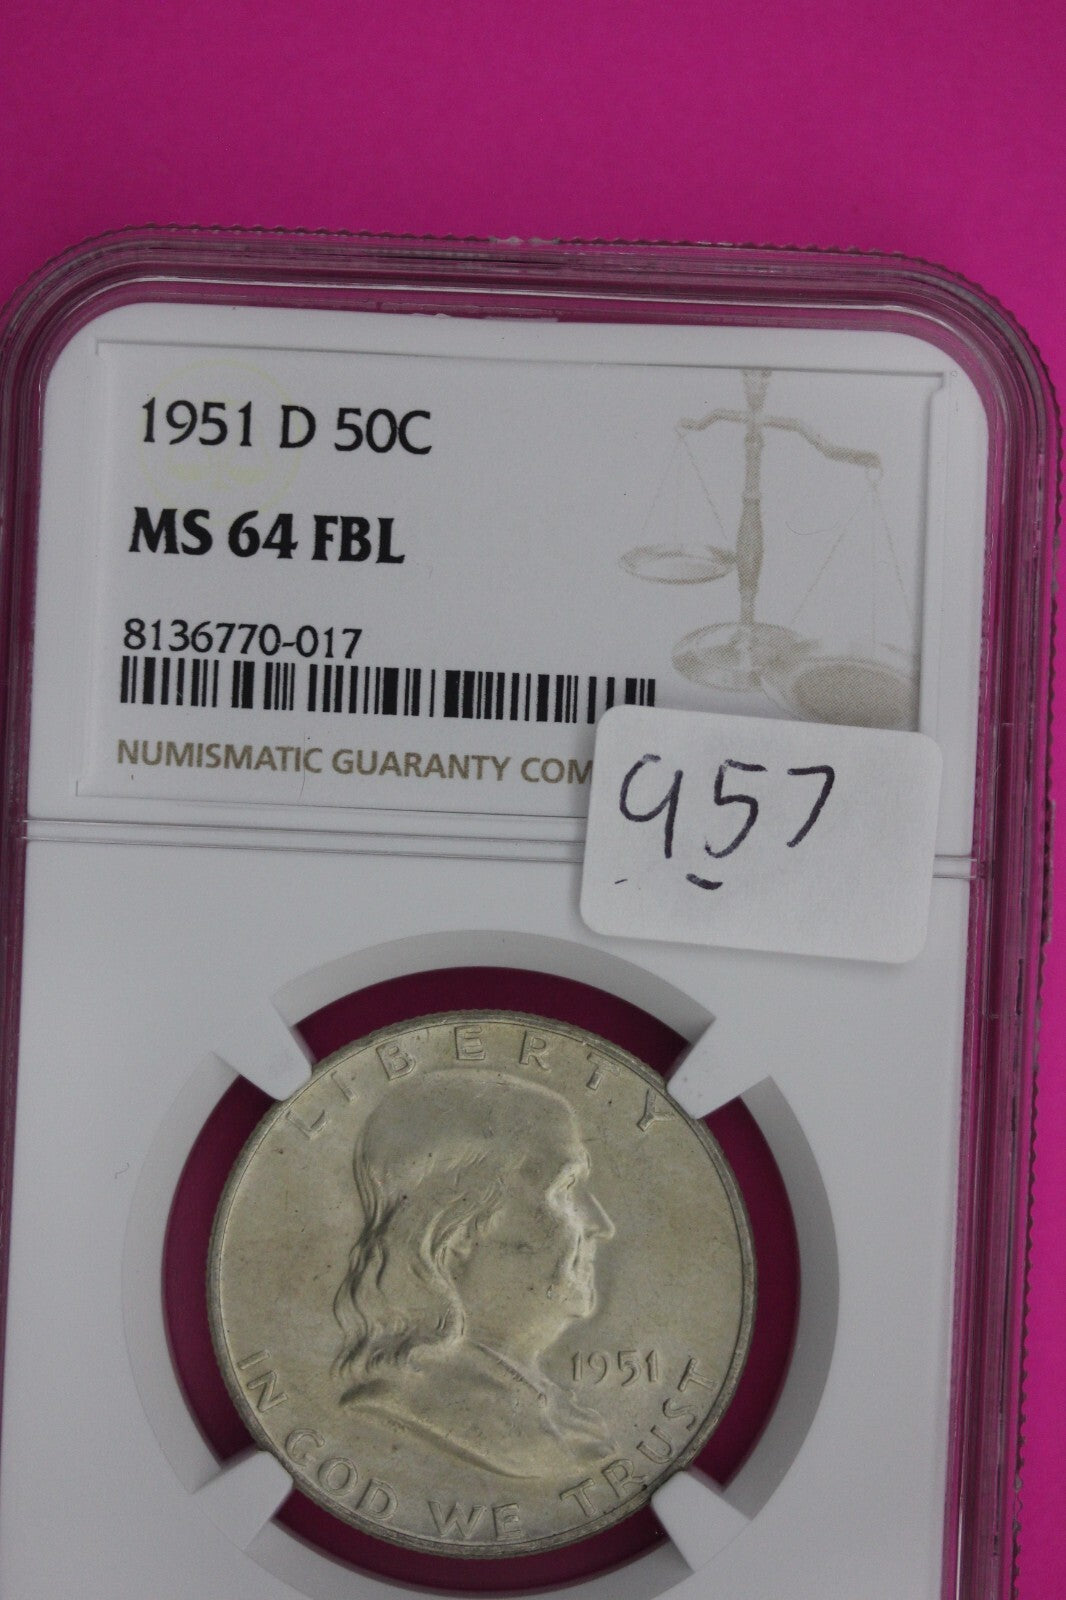 1951 D 50C
MS 64 FBL
8136770-017
NUMISMATIC GUARANTY COM
957
LIBERTY
1951
IN GOD WE TRUST